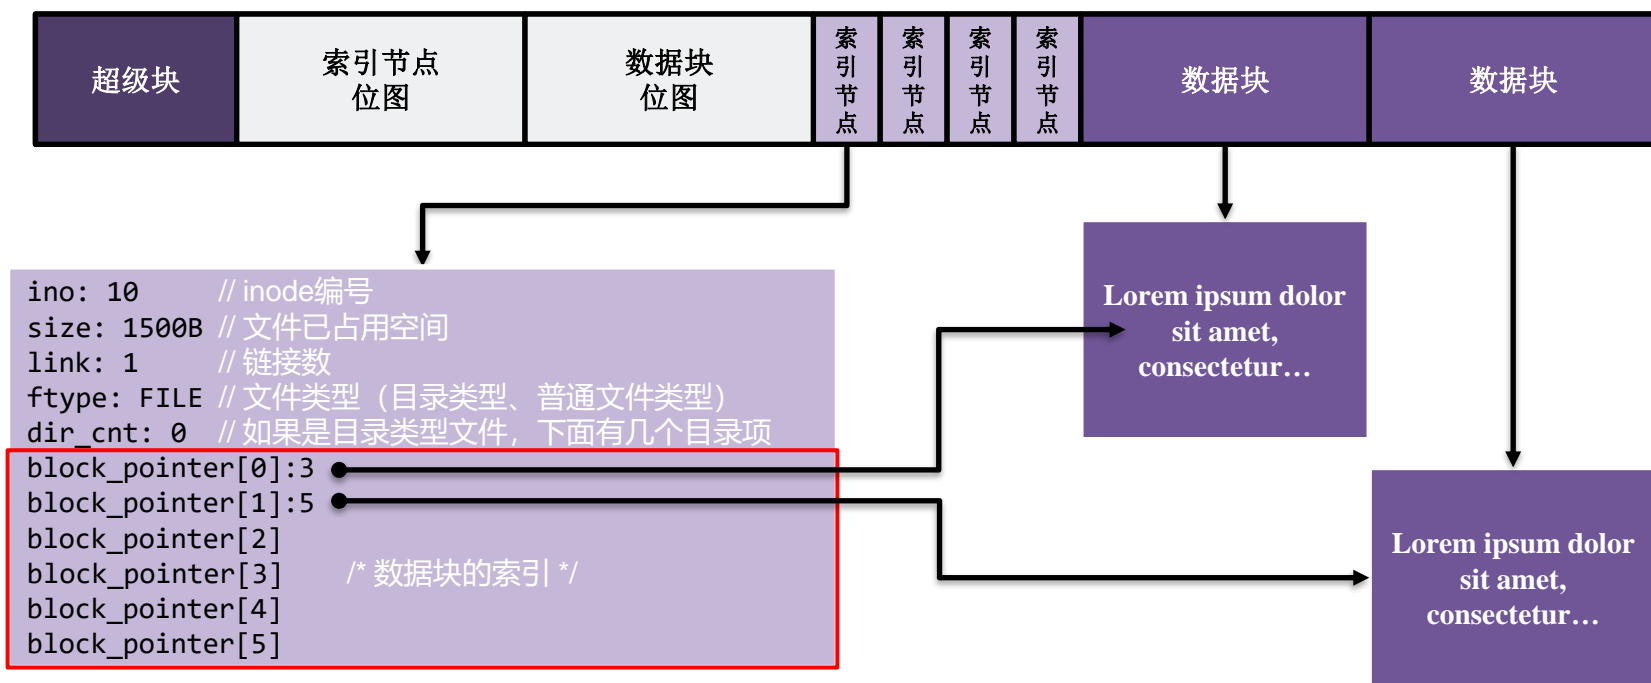 超级块
索引节点
位图
数据块
位图
索引节点
索引节点
索引节点
索引节点
数据块
数据块
ino: 10 // inode编号
size: 1500B // 文件已占用空间
link: 1 // 链接数
ftype: FILE // 文件类型（目录类型、普通文件类型）
dir_cnt: 0 // 如果是目录类型文件，下面有几个目录项
block_pointer[0]:3
block_pointer[1]:5
block_pointer[2]
block_pointer[3] /* 数据块的索引 */
block_pointer[4]
block_pointer[5]
Lorem ipsum dolor
sit amet,
consectetur…
Lorem ipsum dolor
sit amet,
consectetur…